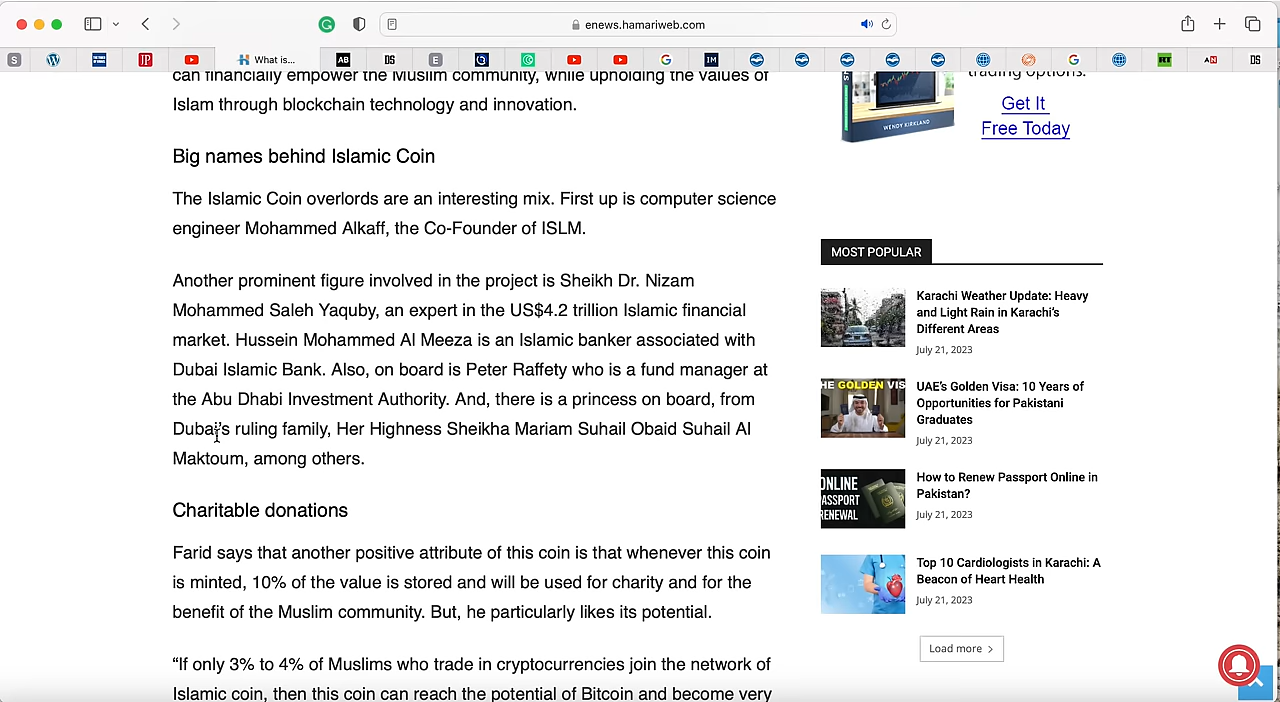 enews.hamariweb.com
S
JP
What is...
AB
DS
E
IM
RT
AN
DS
can financially empower the Muslim community, while upholding the values of
Islam through blockchain technology and innovation.
Big names behind Islamic Coin
The Islamic Coin overlords are an interesting mix. First up is computer science
engineer Mohammed Alkaff, the Co-Founder of ISLM.
Another prominent figure involved in the project is Sheikh Dr. Nizam
Mohammed Saleh Yaquby, an expert in the US$4.2 trillion Islamic financial
market. Hussein Mohammed Al Meeza is an Islamic banker associated with
Dubai Islamic Bank. Also, on board is Peter Raffety who is a fund manager at
the Abu Dhabi Investment Authority. And, there is a princess on board, from
Dubai’s ruling family, Her Highness Sheikha Mariam Suhail Obaid Suhail Al
Maktoum, among others.
Charitable donations
Farid says that another positive attribute of this coin is that whenever this coin
is minted, 10% of the value is stored and will be used for charity and for the
benefit of the Muslim community. But, he particularly likes its potential.
“If only 3% to 4% of Muslims who trade in cryptocurrencies join the network of
Islamic coin, then this coin can reach the potential of Bitcoin and become very
trading options.
Get It
Free Today
WENDY KIRKLAND
MOST POPULAR
Karachi Weather Update: Heavy
and Light Rain in Karachi’s
Different Areas
July 21, 2023
HE GOLDEN VIS
UAE’s Golden Visa: 10 Years of
Opportunities for Pakistani
Graduates
July 21, 2023
ONLINE
PASSPORT
RENEWAL
How to Renew Passport Online in
Pakistan?
July 21, 2023
Top 10 Cardiologists in Karachi: A
Beacon of Heart Health
July 21, 2023
Load more